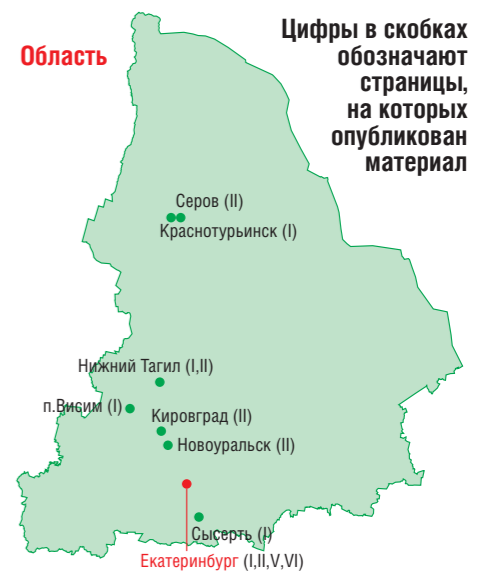 Область
Цифры в скобках
обозначают
страницы,
на которых
опубликован
материал
Серов (II)
Краснотурьинск (I)
Нижний Тагил (I,II)
п.Висим (I)
Кировград (II)
Новоуральск (II)
Сысерть (I)
Екатеринбург (I,II,V,VI)